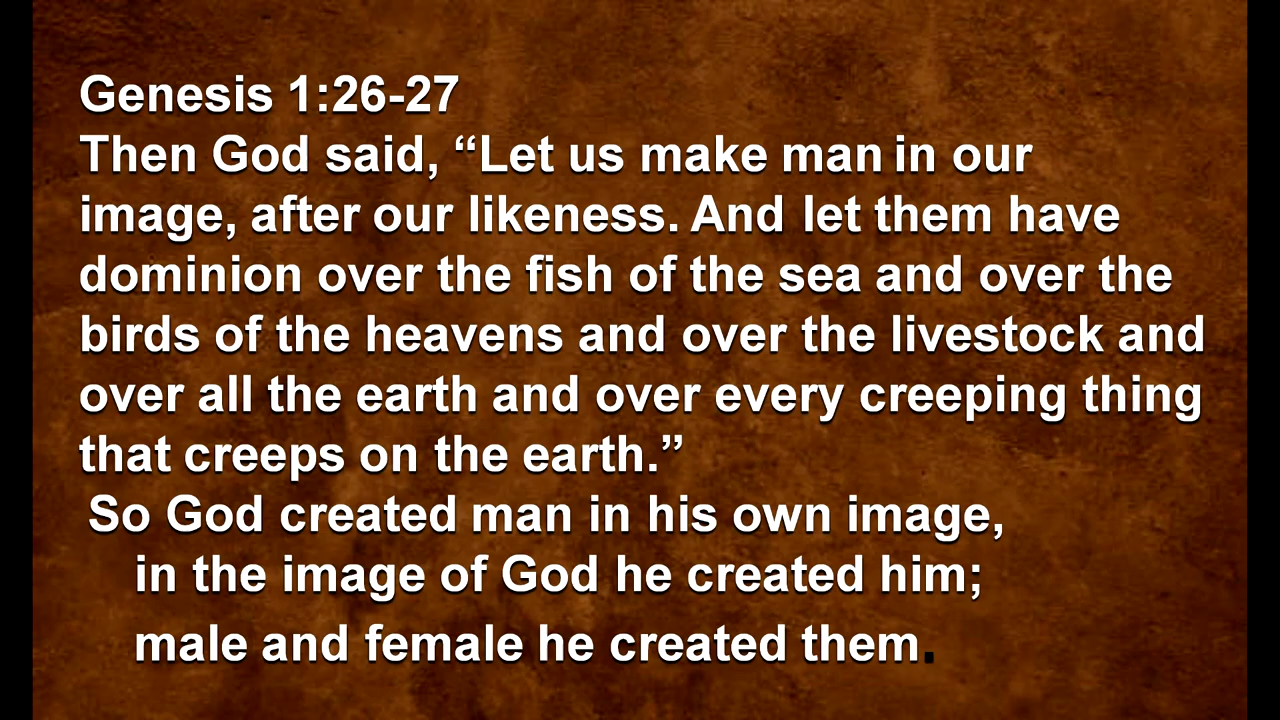 Genesis 1:26-27
Then God said, “Let us make man in our
image, after our likeness. And let them have
dominion over the fish of the sea and over the
birds of the heavens and over the livestock and
over all the earth and over every creeping thing
that creeps on the earth.”
So God created man in his own image,
in the image of God he created him;
male and female he created them.